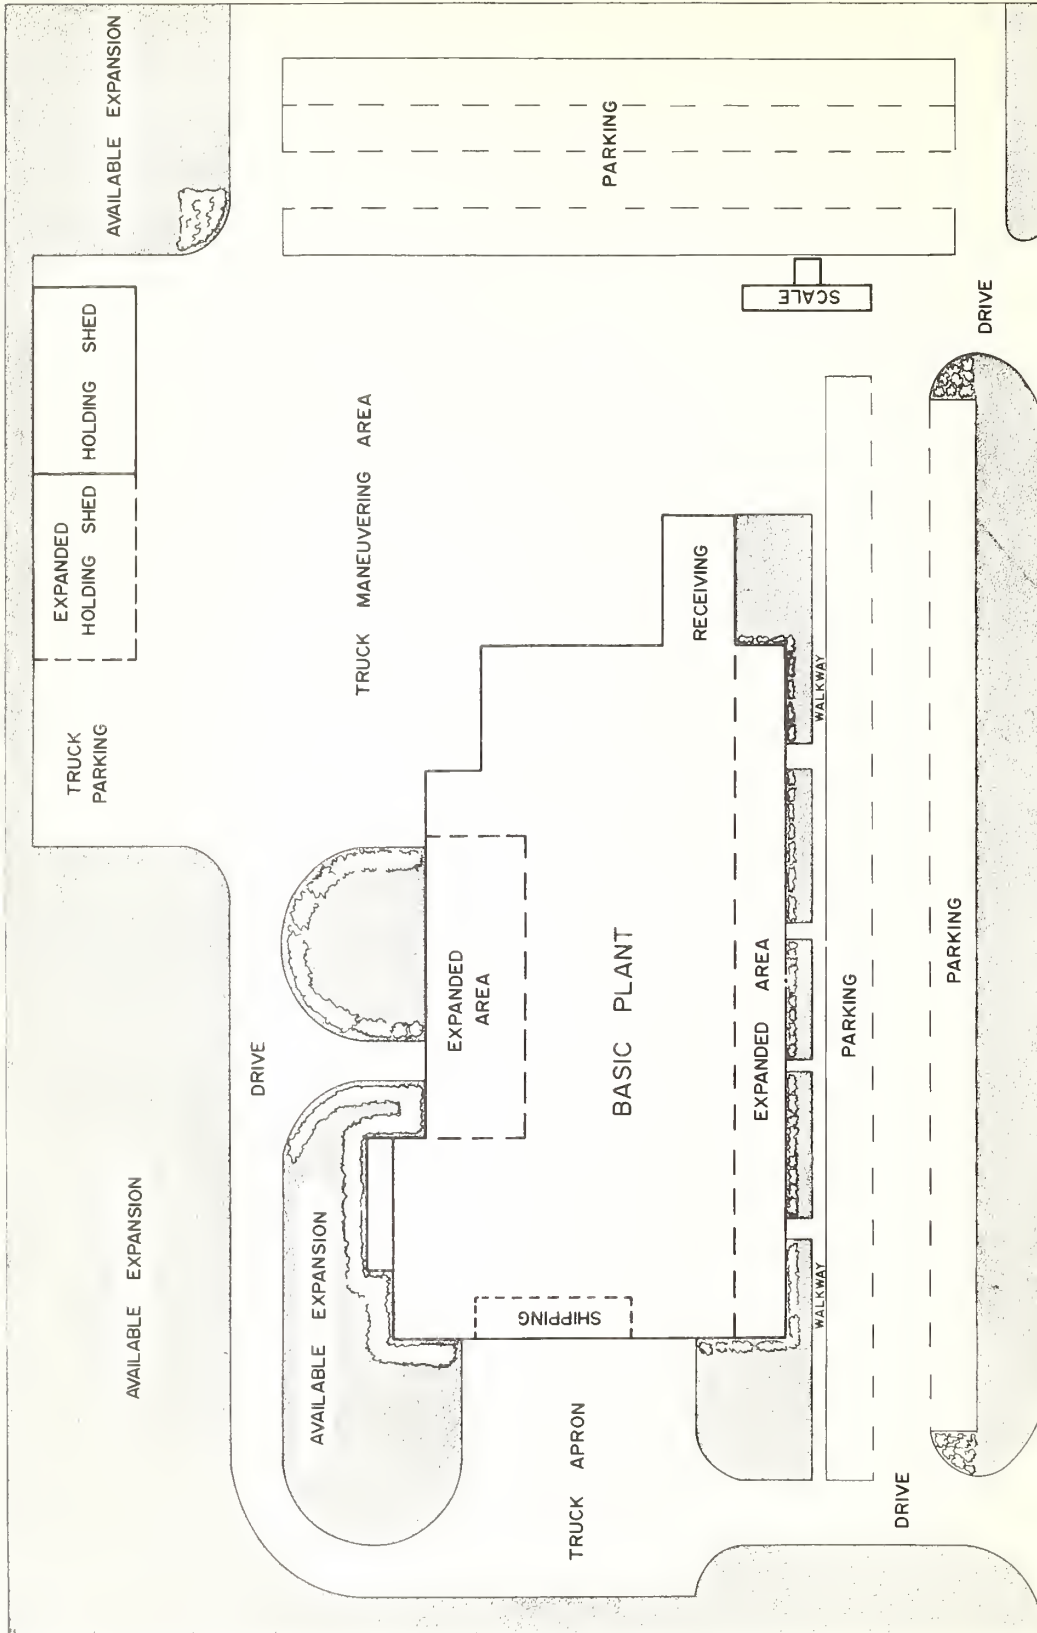 AVAILABLE EXPANSION
AVAILABLE EXPANSION
TRUCK
PARKING
EXPANDED
HOLDING SHED
HOLDING SHED
DRIVE
AVAILABLE EXPANSION
TRUCK MANEUVERING AREA
EXPANDED
AREA
SHIPPING
TRUCK APRON
BASIC PLANT
RECEIVING
PARKING
EXPANDED AREA
SCALE
WALKWAY
WALKWAY
PARKING
DRIVE
PARKING
DRIVE